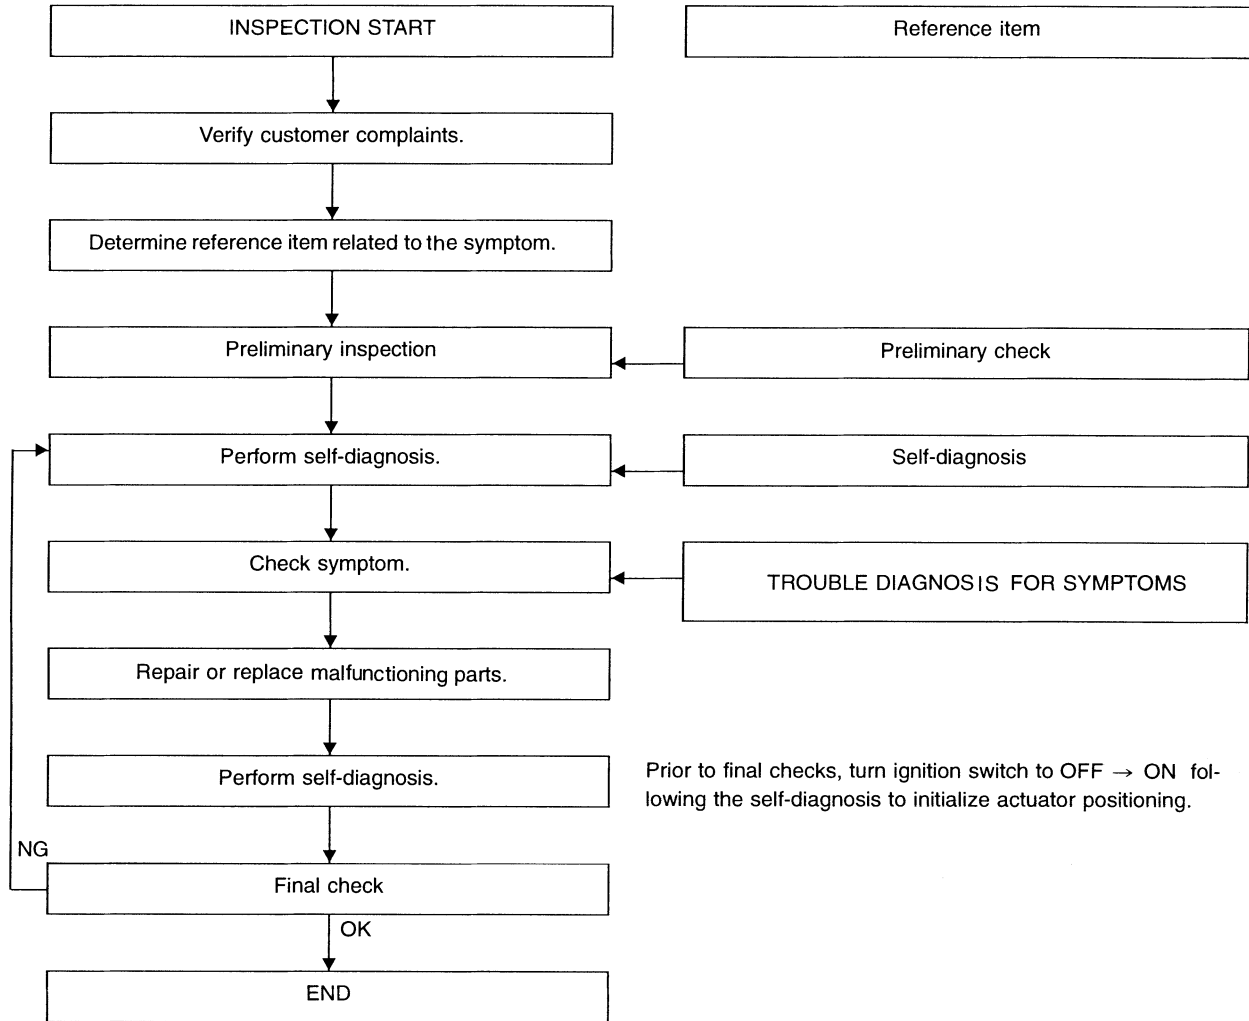 INSPECTION START
Reference item
Verify customer complaints.
Determine reference item related to the symptom.
Preliminary inspection
Preliminary check
Perform self-diagnosis.
Self-diagnosis
Check symptom.
TROUBLE DIAGNOSIS FOR SYMPTOMS
Repair or replace malfunctioning parts.
Perform self-diagnosis.
Prior to final checks, turn ignition switch to OFF → ON fol-
lowing the self-diagnosis to initialize actuator positioning.
NG
Final check
OK
END